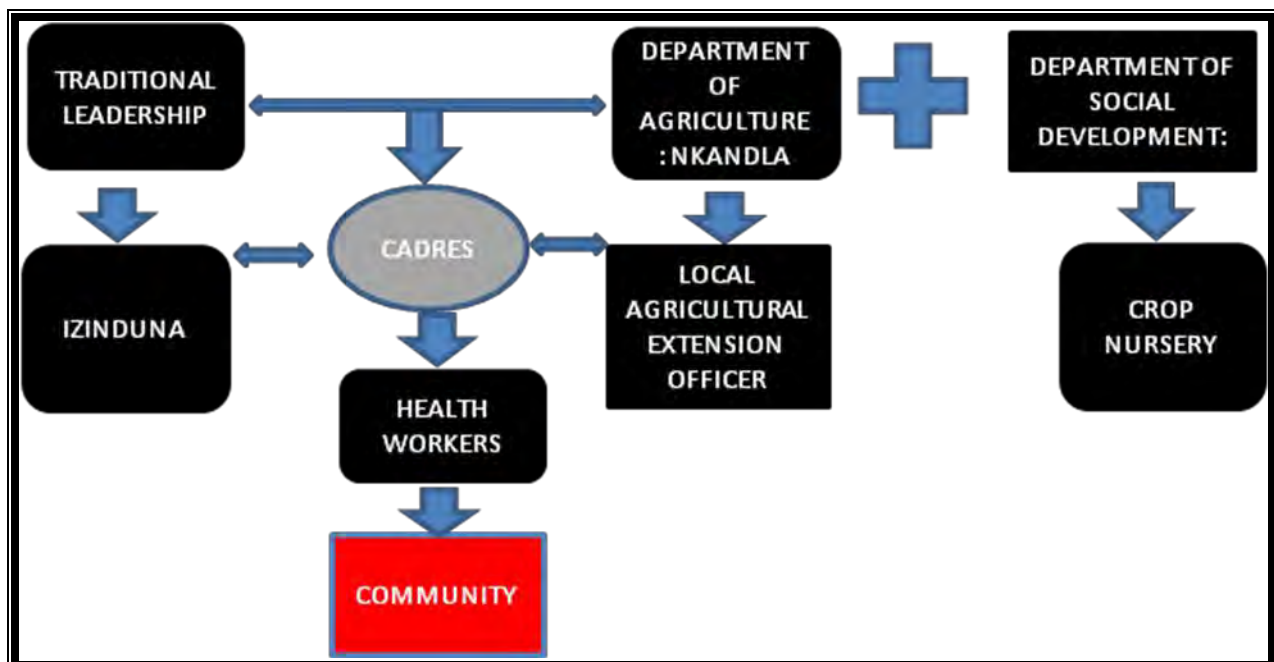 TRADITIONAL
LEADERSHIP
DEPARTMENT
OF
AGRICULTURE
: NKANDLA
DEPARTMENT OF
SOCIAL
DEVELOPMENT:
IZINDUNA
CADRES
LOCAL
AGRICULTURAL
EXTENSION
OFFICER
CROP
NURSERY
HEALTH
WORKERS
COMMUNITY